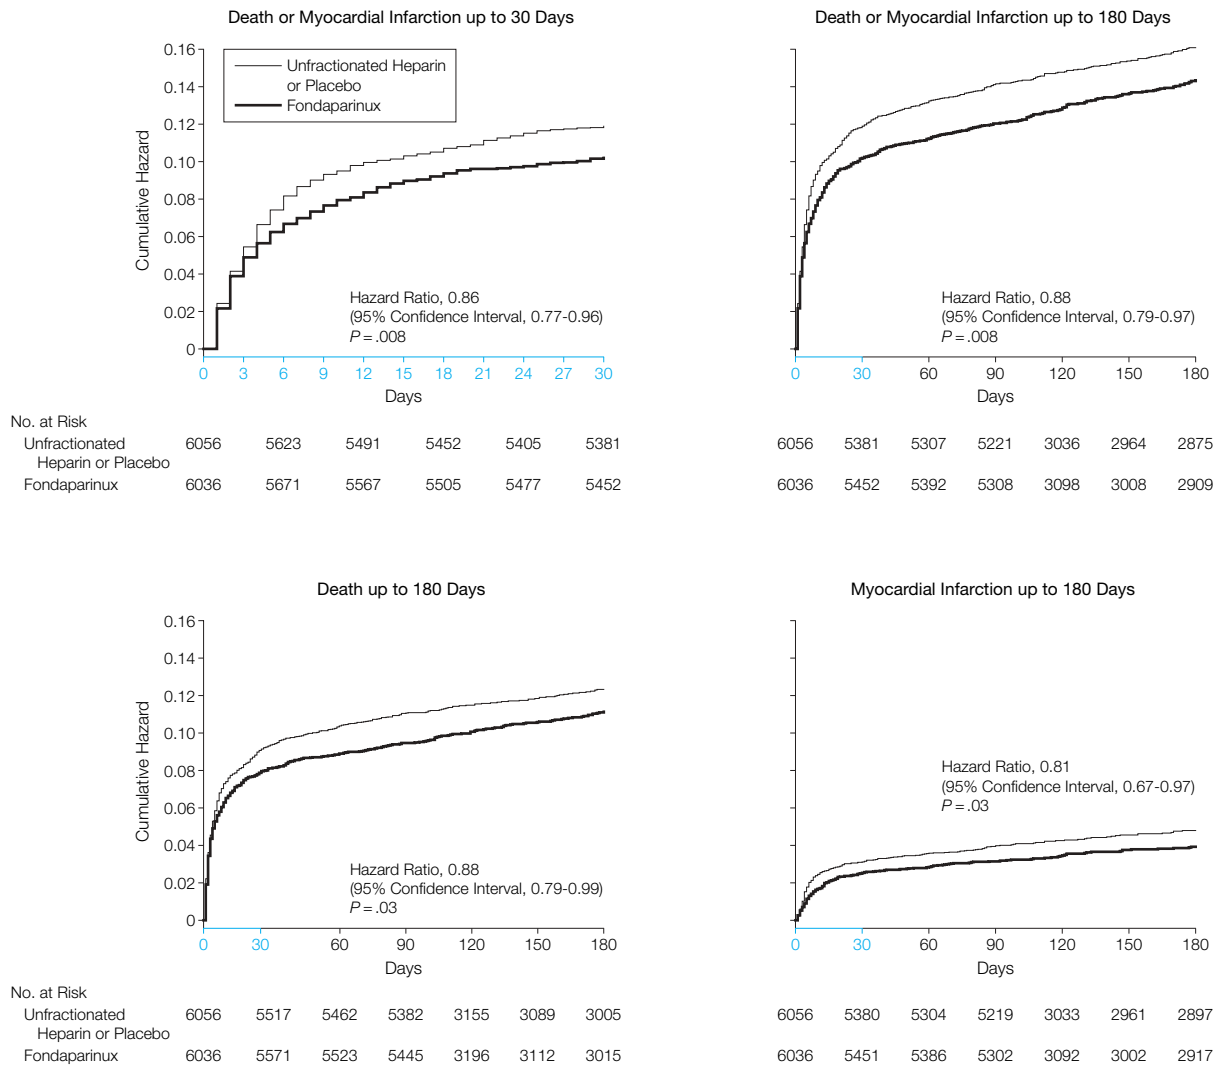 Death or Myocardial Infarction up to 30 Days
0.16
0.14
0.12
0.10
0.08
0.06
0.04
0.02
0
Cumulative Hazard
Unfractionated Heparin
or Placebo
Fondaparinux
Hazard Ratio, 0.86
(95% Confidence Interval, 0.77-0.96)
P = .008
0 3 6 9 12 15 18 21 24 27 30
Days
No. at Risk
Unfractionated 6056 5623 5491 5452 5405 5381
Heparin or Placebo
Fondaparinux 6036 5671 5567 5505 5477 5452
Death or Myocardial Infarction up to 180 Days
Hazard Ratio, 0.88
(95% Confidence Interval, 0.79-0.97)
P = .008
0 30 60 90 120 150 180
Days
6056 5381 5307 5221 3036 2964 2875
6036 5452 5392 5308 3098 3008 2909
Death up to 180 Days
0.16
0.14
0.12
0.10
0.08
0.06
0.04
0.02
0
Cumulative Hazard
Hazard Ratio, 0.88
(95% Confidence Interval, 0.79-0.99)
P = .03
0 30 60 90 120 150 180
Days
No. at Risk
Unfractionated 6056 5517 5462 5382 3155 3089 3005
Heparin or Placebo
Fondaparinux 6036 5571 5523 5445 3196 3112 3015
Myocardial Infarction up to 180 Days
Hazard Ratio, 0.81
(95% Confidence Interval, 0.67-0.97)
P = .03
0 30 60 90 120 150 180
Days
6056 5380 5304 5219 3033 2961 2897
6036 5451 5386 5302 3092 3002 2917